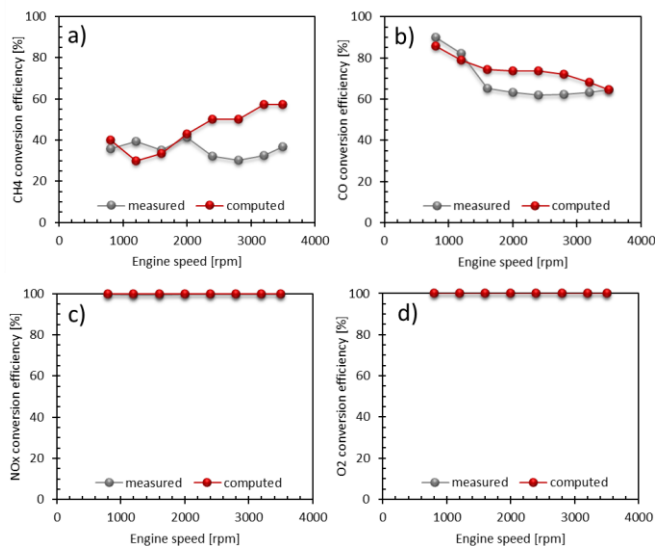 a)
CH4 conversion efficiency [%]
100
80
60
40
20
0
measured
computed
0 1000 2000 3000 4000
Engine speed [rpm]
b)
CO conversion efficiency [%]
100
80
60
40
20
0
measured
computed
0 1000 2000 3000 4000
Engine speed [rpm]
c)
NOx conversion efficiency [%]
100
80
60
40
20
0
measured
computed
0 1000 2000 3000 4000
Engine speed [rpm]
d)
O2 conversion efficiency [%]
100
80
60
40
20
0
measured
computed
0 1000 2000 3000 4000
Engine speed [rpm]